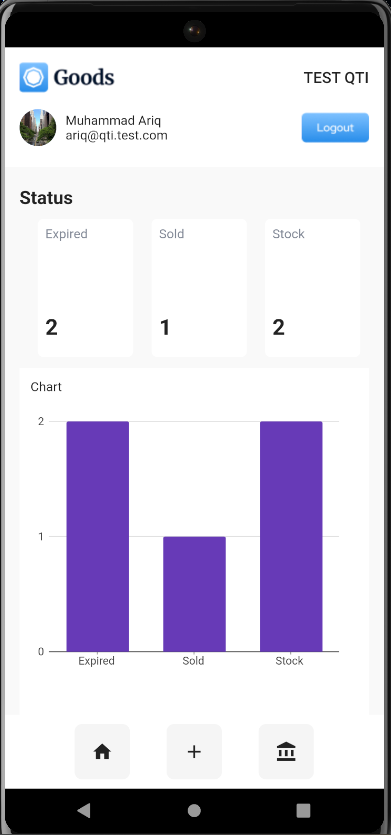 Goods
TEST QTI
Muhammad Ariq
ariq@qti.test.com
Logout
Status
Expired
Sold
Stock
2
1
2
Chart
2
1
0
Expired
Sold
Stock